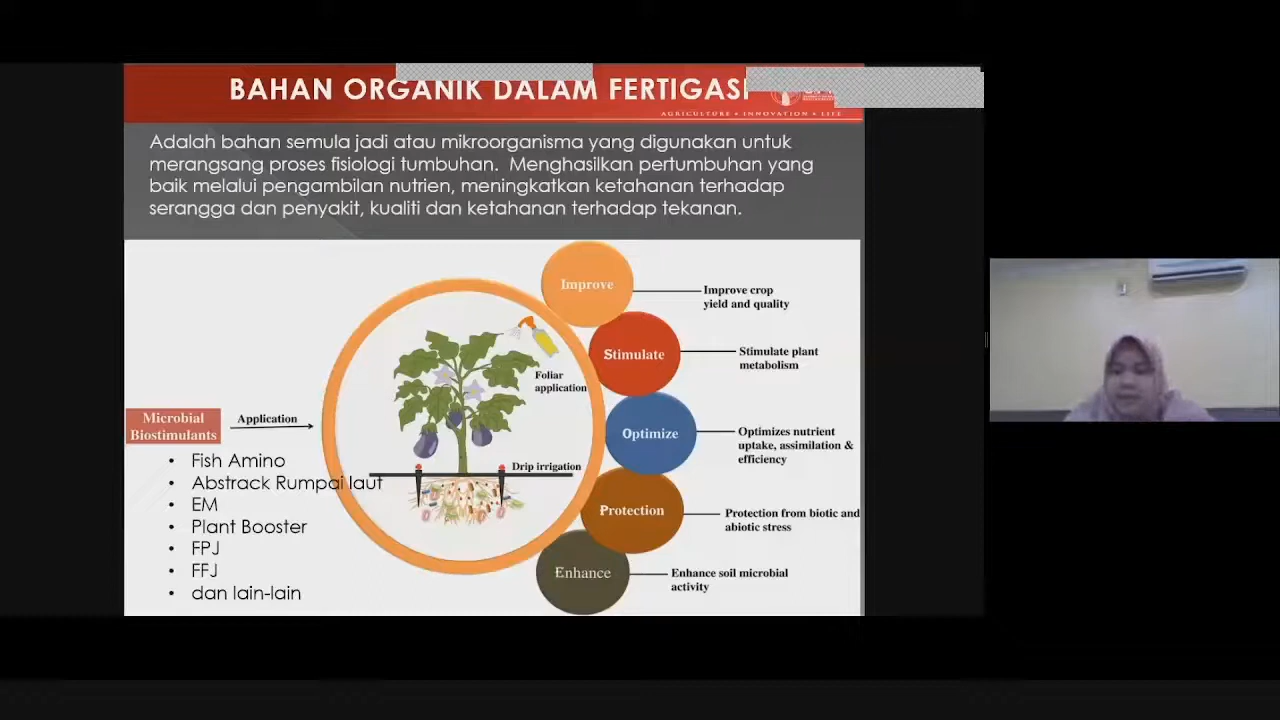 BAHAN ORGANIK DALAM FERTIGASI
AGRICULTURE • INNOVATION • LIFE
Adalah bahan semula jadi atau mikroorganisma yang digunakan untuk
merangsang proses fisiologi tumbuhan. Menghasilkan pertumbuhan yang
baik melalui pengambilan nutrien, meningkatkan ketahanan terhadap
serangga dan penyakit, kualiti dan ketahanan terhadap tekanan.
Improve
Improve crop
yield and quality
Stimulate
Stimulate plant
metabolism
Foliar
application
Microbial
Biostimulants
Application
Optimize
Optimizes nutrient
uptake, assimilation &
efficiency
Drip irrigation
• Fish Amino
• Abstrack Rumpai laut
• EM
• Plant Booster
• FPJ
• FFJ
• dan lain-lain
Protection
Protection from biotic and
abiotic stress
Enhance
Enhance soil microbial
activity